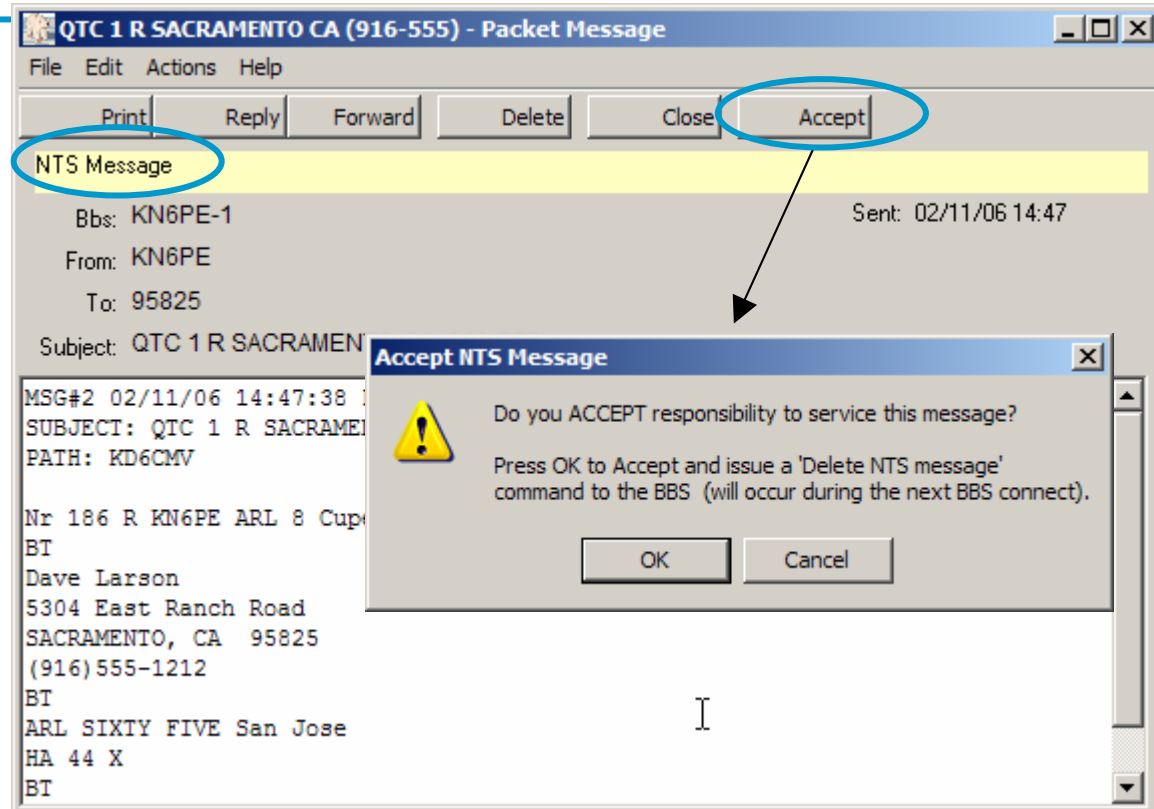 QTC 1 R SACRAMENTO CA (916-555) - Packet Message
File Edit Actions Help
Print Reply Forward Delete Close Accept
NTS Message
Bbs: KN6PE-1 Sent: 02/11/06 14:47
From: KN6PE
To: 95825
Subject: QTC 1 R SACRAMEN
Accept NTS Message
Do you ACCEPT responsibility to service this message?
Press OK to Accept and issue a 'Delete NTS message'
command to the BBS (will occur during the next BBS connect).
OK Cancel
MSG#2 02/11/06 14:47:38
SUBJECT: QTC 1 R SACRAME
PATH: KD6CMV
Nr 186 R KN6PE ARL 8 Cupe
BT
Dave Larson
5304 East Ranch Road
SACRAMENTO, CA 95825
(916)555-1212
BT
ARL SIXTY FIVE San Jose
HA 44 X
BT